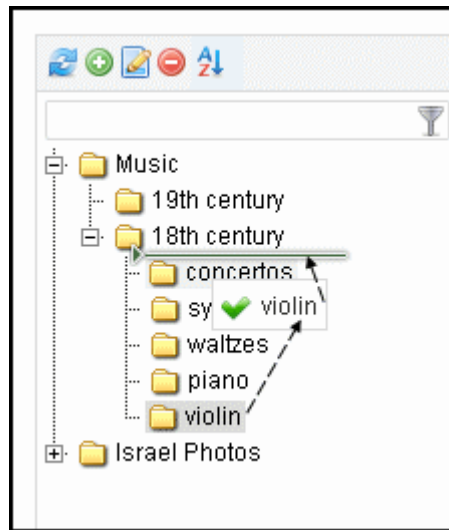 A
Z
Music
19th century
18th century
concertos
sy
violin
waltzes
piano
violin
Israel Photos